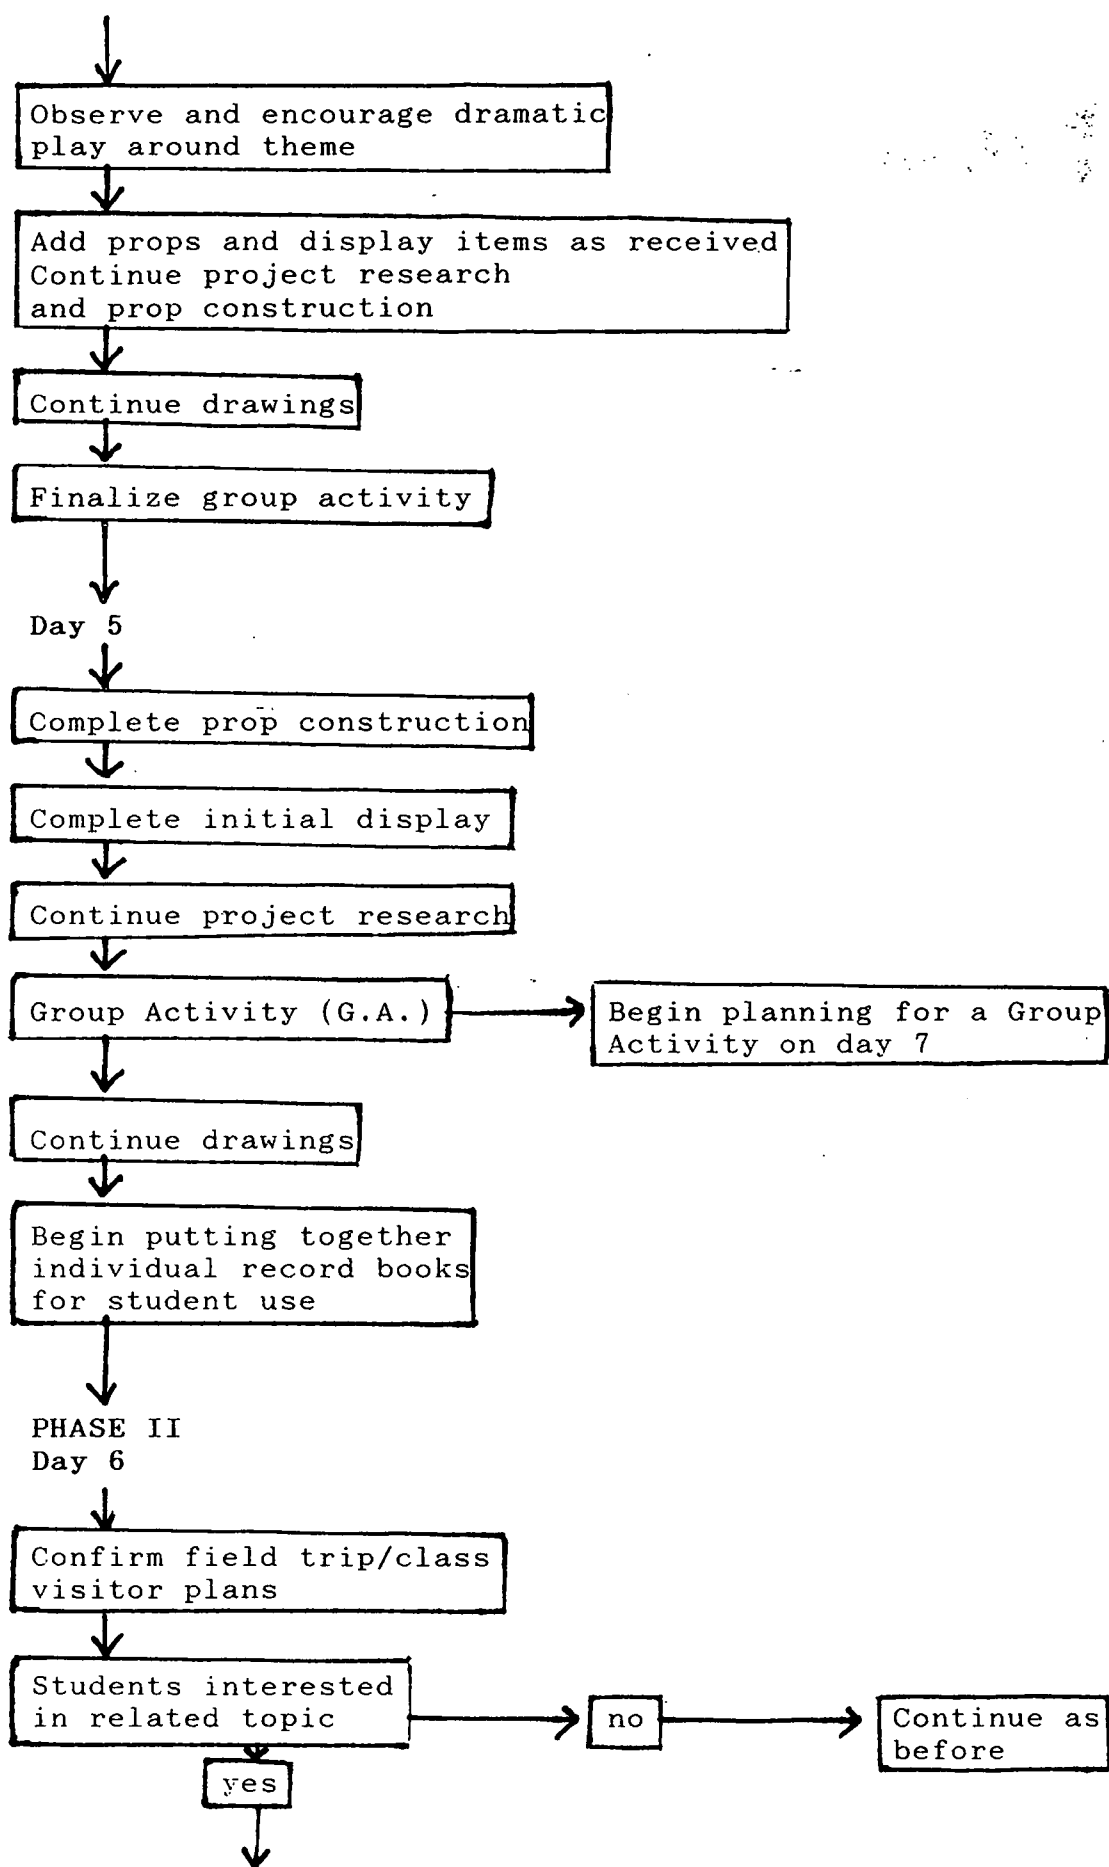 Observe and encourage dramatic
play around theme
Add props and display items as received
Continue project research
and prop construction
Continue drawings
Finalize group activity
Day 5
Complete prop construction
Complete initial display
Continue project research
Group Activity (G.A.)
Begin planning for a Group
Activity on day 7
Continue drawings
Begin putting together
individual record books
for student use
PHASE II
Day 6
Confirm field trip/class
visitor plans
Students interested
in related topic
no
Continue as
before
yes